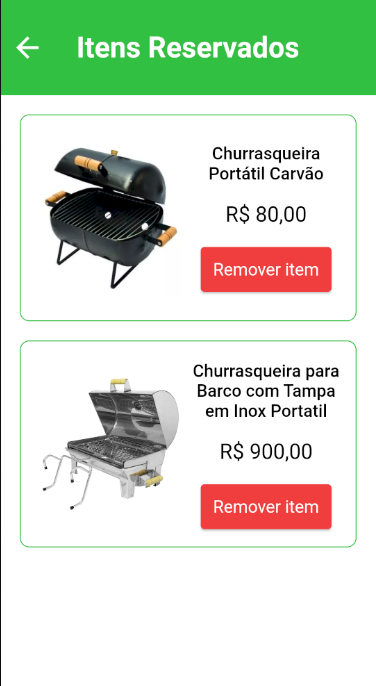 Itens Reservados
Churrasqueira
Portátil Carvão
R$ 80,00
Remover item
Churrasqueira para
Barco com Tampa
em Inox Portatil
R$ 900,00
Remover item